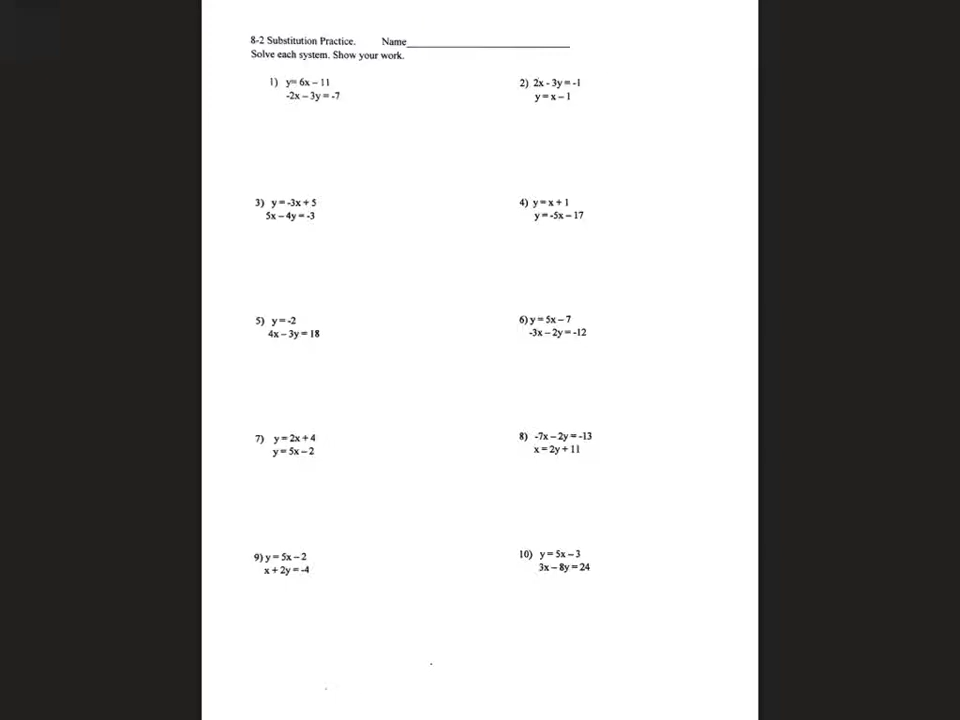 8-2 Substitution Practice. Name____________________________
Solve each system. Show your work.
1) y= 6x – 11
-2x – 3y = -7
2) 2x - 3y = -1
y = x – 1
3) y = -3x + 5
5x – 4y = -3
4) y = x + 1
y = -5x – 17
5) y = -2
4x – 3y = 18
6) y = 5x – 7
-3x – 2y = -12
7) y = 2x + 4
y = 5x – 2
8) -7x – 2y = -13
x = 2y + 11
9) y = 5x – 2
x + 2y = -4
10) y = 5x – 3
3x – 8y = 24